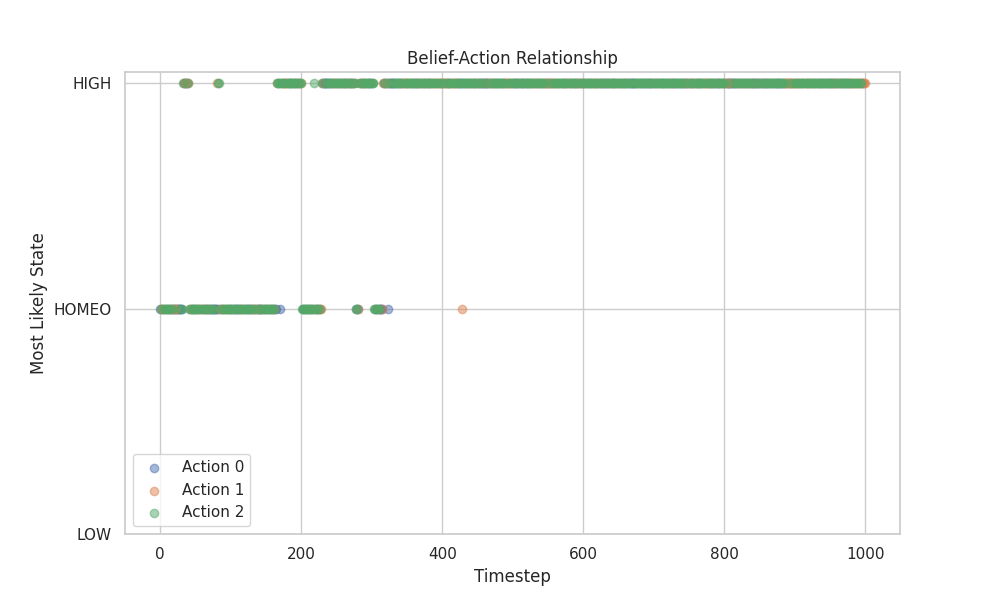 Belief-Action Relationship
HIGH
HOMEO
LOW
Most Likely State
Action 0
Action 1
Action 2
0 200 400 600 800 1000
Timestep